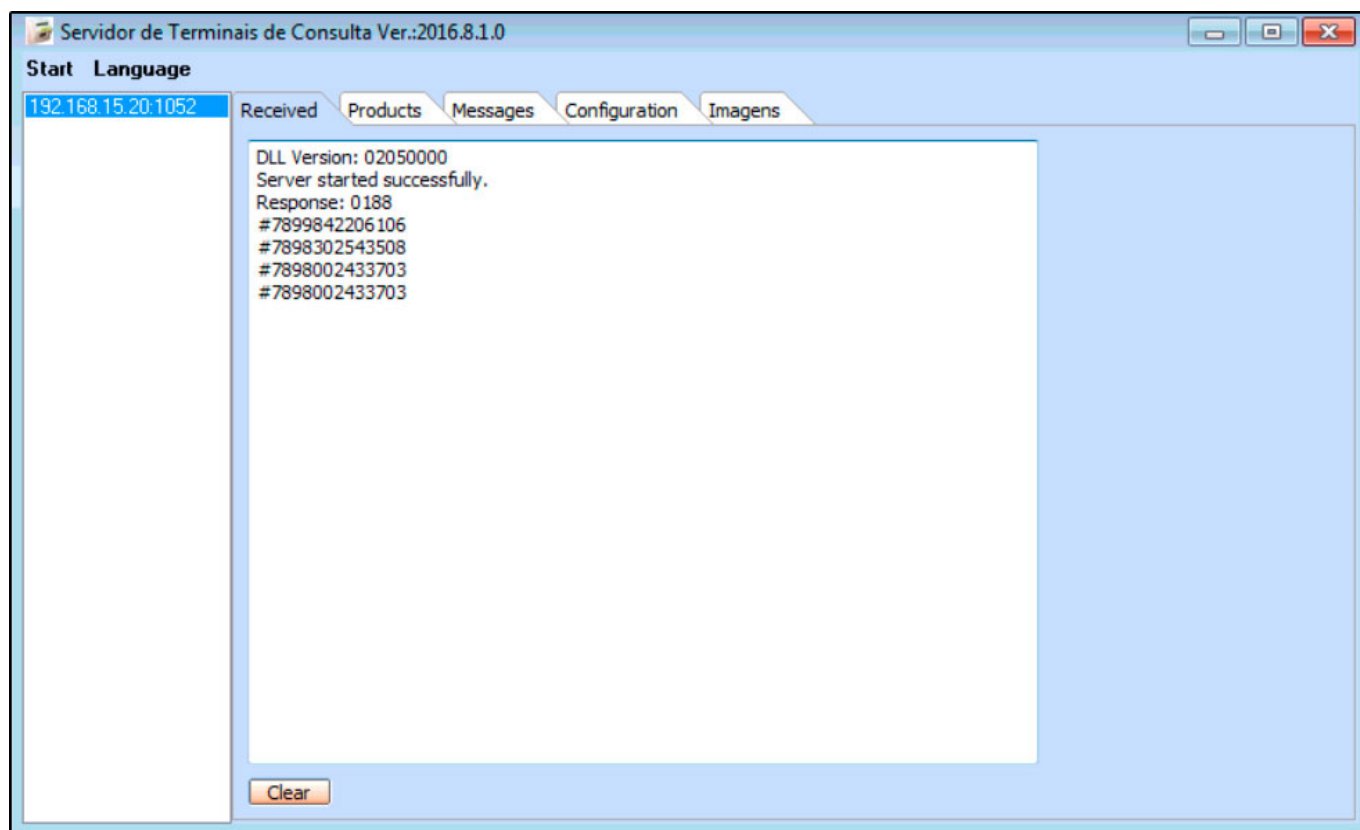 Servidor de Terminais de Consulta Ver.:2016.8.1.0
Start Language
192.168.15.20:1052
Received Products Messages Configuration Imagens
DLL Version: 02050000
Server started successfully.
Response: 0188
#7899842206106
#7898302543508
#7898002433703
#7898002433703
Clear